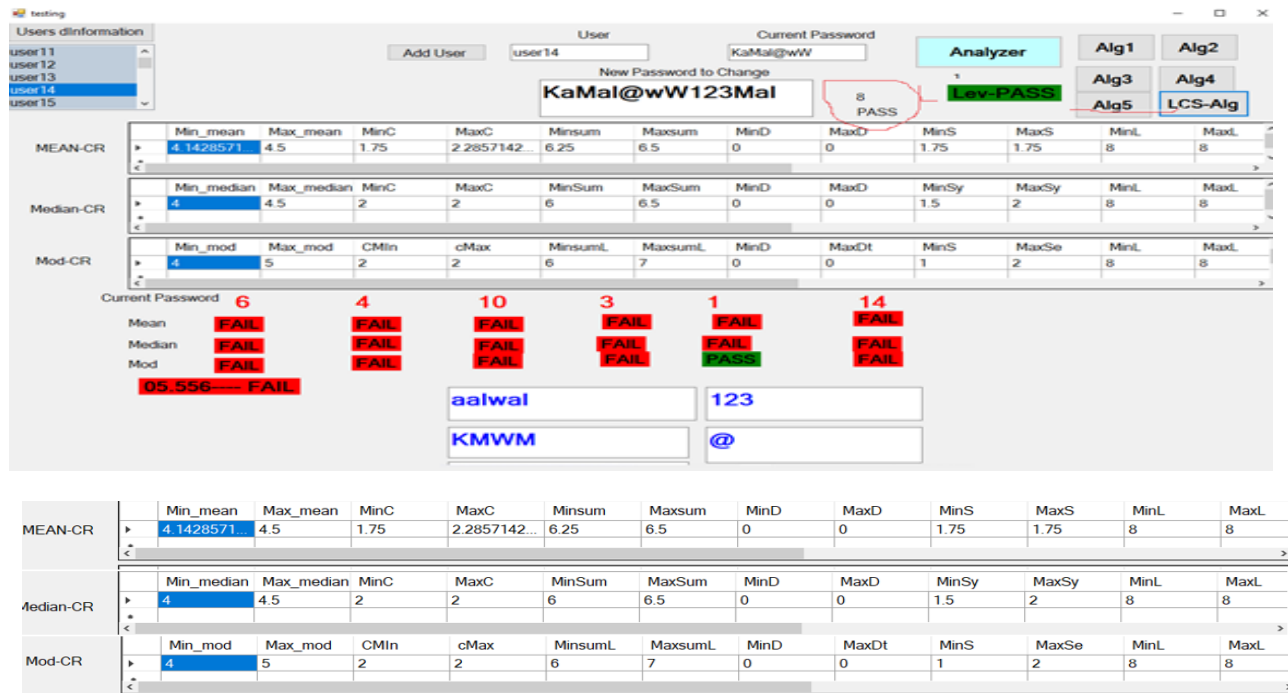 testing
Users dInformation
user11
user12
user13
user14
user15
Add User
User
user14
Current Password
KaMal@wW
New Password to Change
KaMal@wW123Mal
8
PASS
Analyzer
1
Lev-PASS
Alg1 Alg2
Alg3 Alg4
Alg5 LCS-Alg
MEAN-CR
Min_mean Max_mean MinC MaxC Minsum Maxsum MinD MaxD MinS MaxS MinL MaxL
4.1428571... 4.5 1.75 2.2857142... 6.25 6.5 0 0 1.75 1.75 8 8
Median-CR
Min_median Max_median MinC MaxC MinSum MaxSum MinD MaxD MinSy MaxSy MinL MaxL
4 4.5 2 2 6 6.5 0 0 1.5 2 8 8
Mod-CR
Min_mod Max_mod CMIn cMax MinsumL MaxsumL MinD MaxDt MinS MaxSe MinL MaxL
4 5 2 2 6 7 0 0 1 2 8 8
Current Password 6 4 10 3 1 14
Mean FAIL FAIL FAIL FAIL FAIL FAIL
Median FAIL FAIL FAIL FAIL FAIL FAIL
Mod FAIL FAIL FAIL FAIL PASS FAIL
05.556---- FAIL
aalwal 123
KMWM @
MEAN-CR
Min_mean Max_mean MinC MaxC Minsum Maxsum MinD MaxD MinS MaxS MinL MaxL
4.1428571... 4.5 1.75 2.2857142... 6.25 6.5 0 0 1.75 1.75 8 8
Median-CR
Min_median Max_median MinC MaxC MinSum MaxSum MinD MaxD MinSy MaxSy MinL MaxL
4 4.5 2 2 6 6.5 0 0 1.5 2 8 8
Mod-CR
Min_mod Max_mod CMIn cMax MinsumL MaxsumL MinD MaxDt MinS MaxSe MinL MaxL
4 5 2 2 6 7 0 0 1 2 8 8